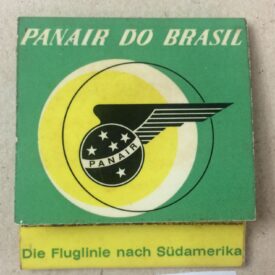 PANAIR DO BRASIL
PANAIR
Die Fluglinie nach Südamerika